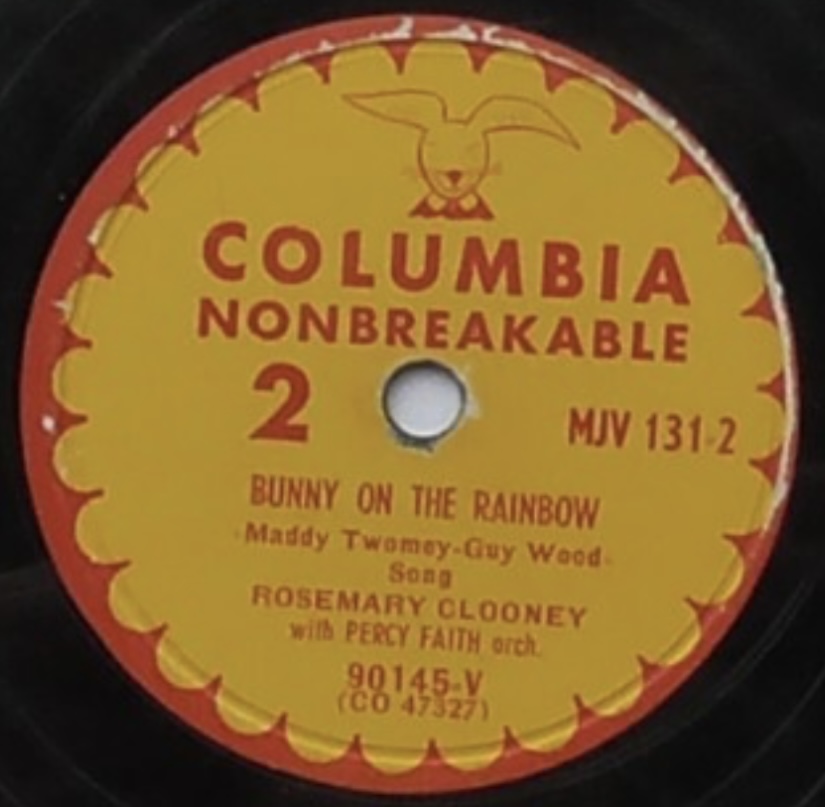 COLUMBIA
NONBREAKABLE
2
MJV 131-2
BUNNY ON THE RAINBOW
-Maddy Twomey-Guy Wood-
Song
ROSEMARY CLOONEY
with PERCY FAITH orch.
90145-V
(CO 47327)